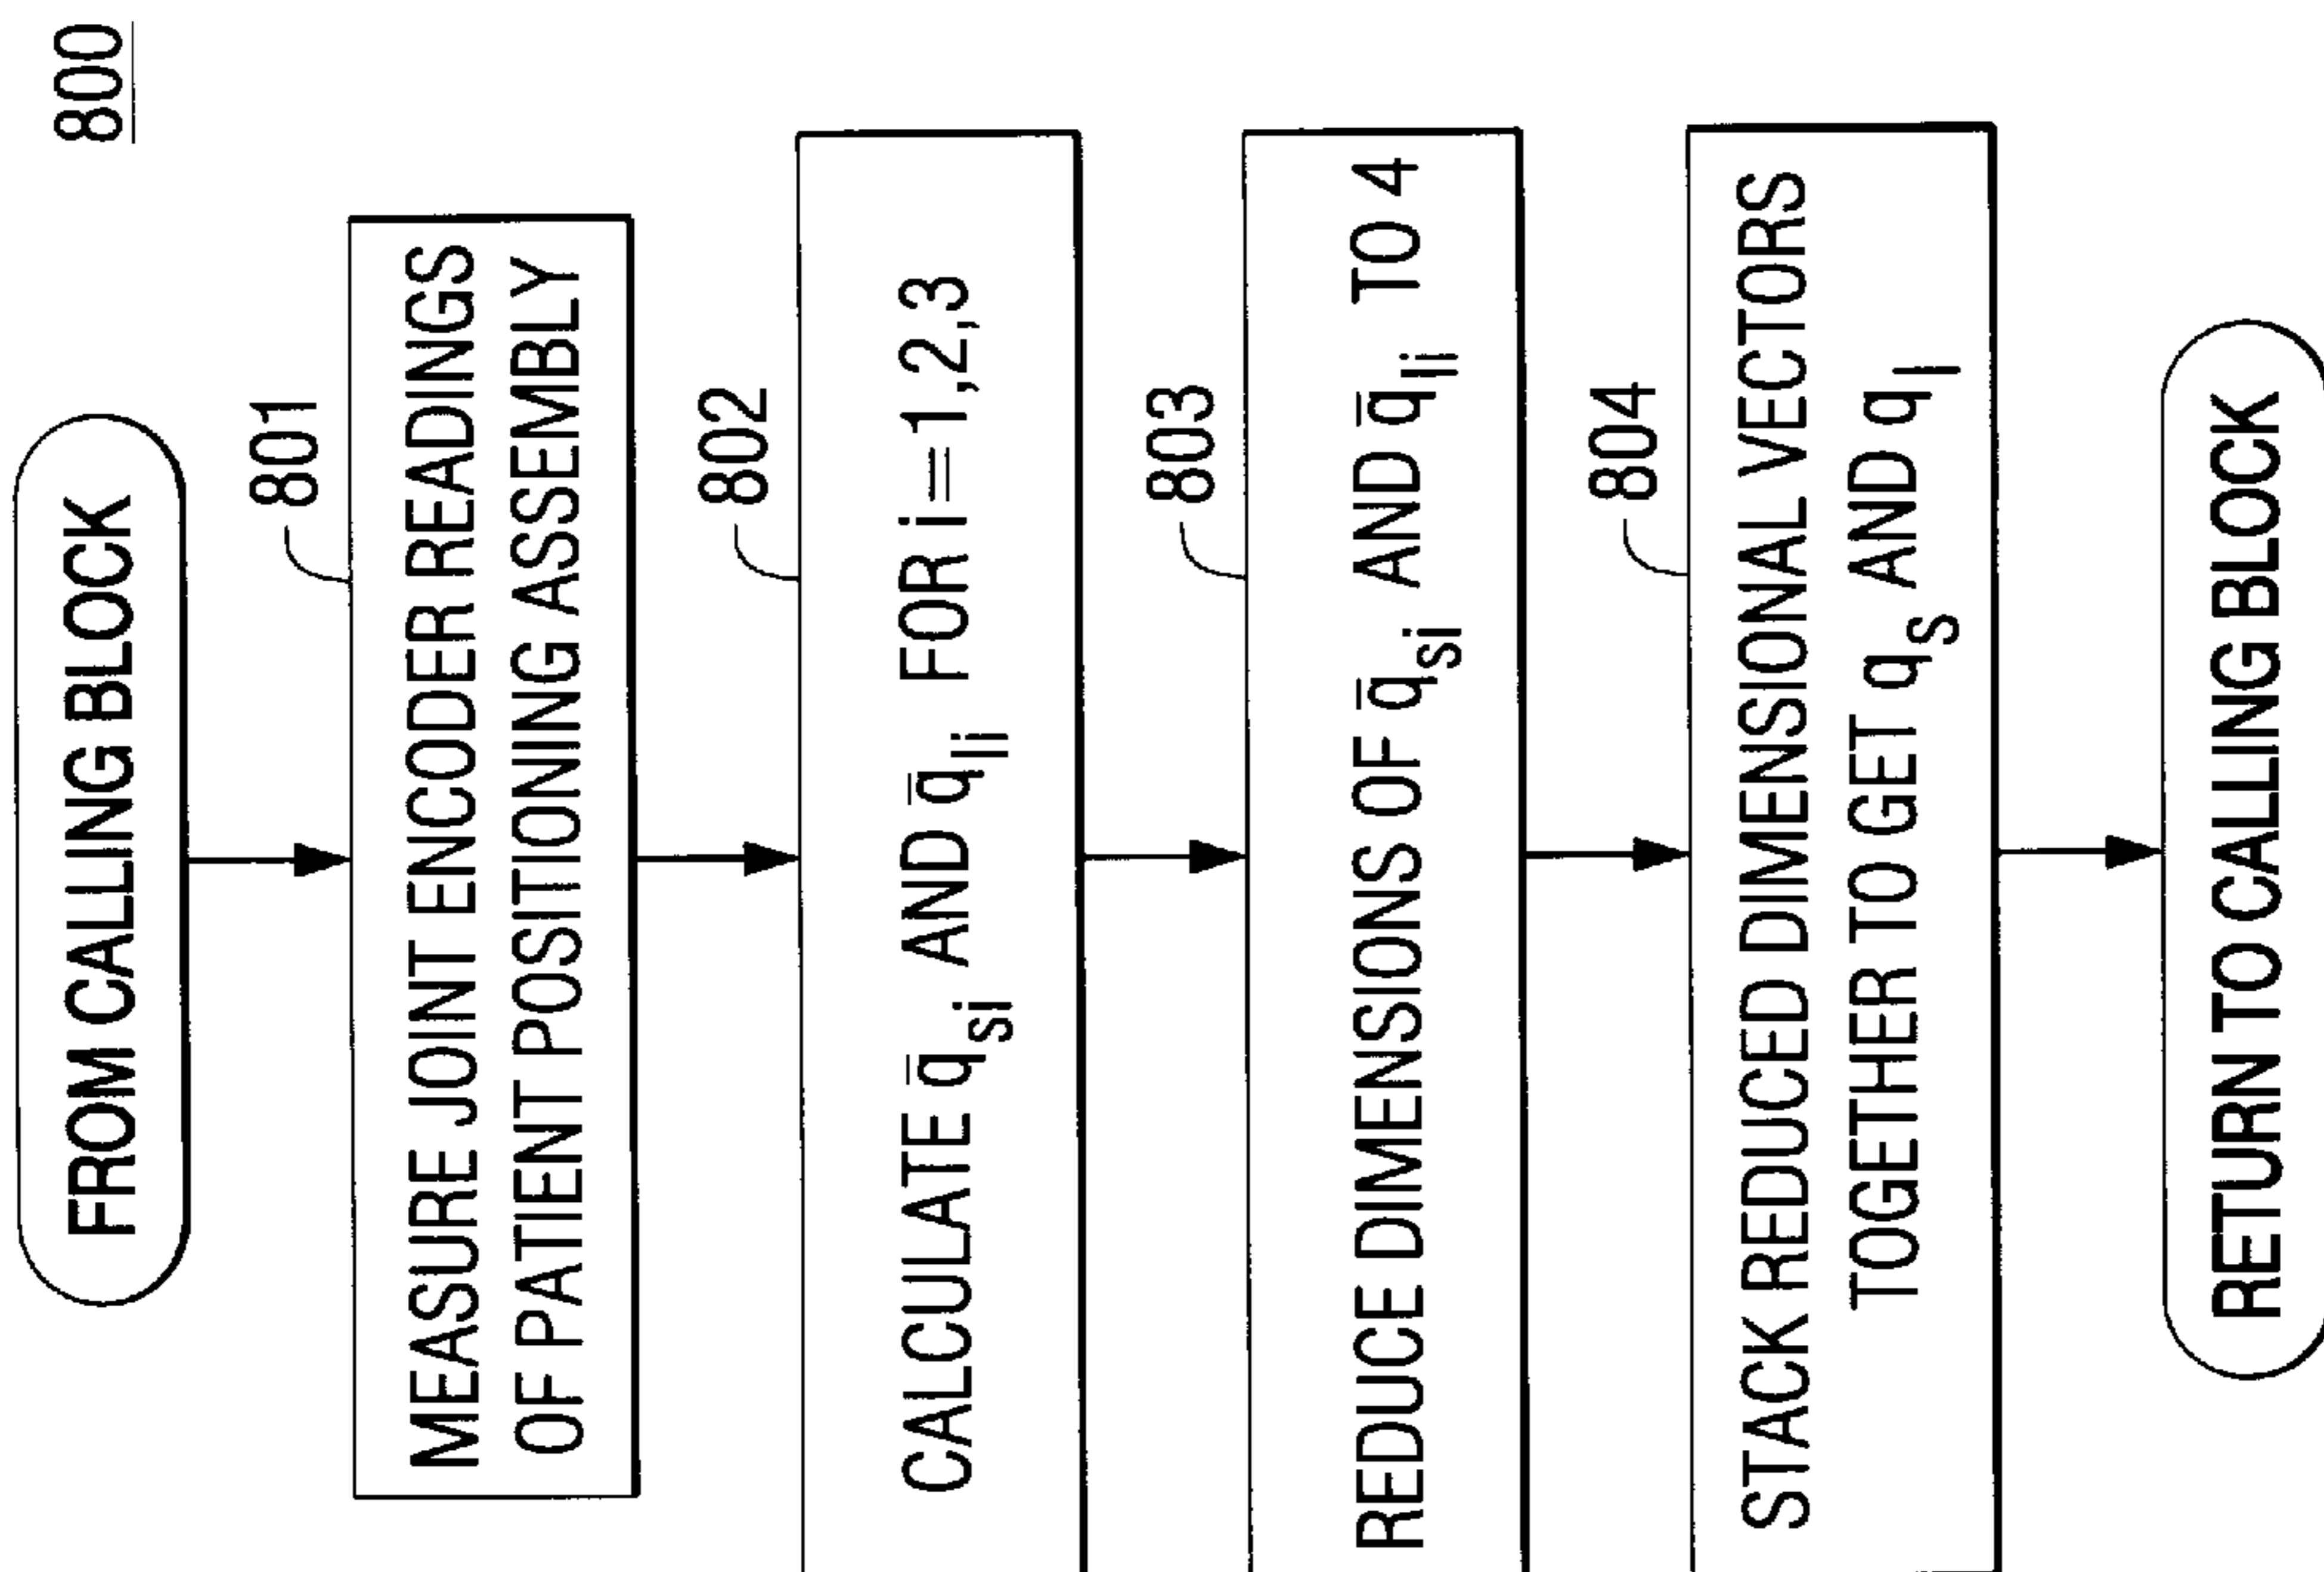 800
FROM CALLING BLOCK
801
MEASURE JOINT ENCODER READINGS
OF PATIENT POSITIONING ASSEMBLY
802
CALCULATE q̄si AND q̄li FOR i=1,2,3
803
REDUCE DIMENSIONS OF q̄si AND q̄ii TO 4
804
STACK REDUCED DIMENSIONAL VECTORS
TOGETHER TO GET qS AND ql
RETURN TO CALLING BLOCK